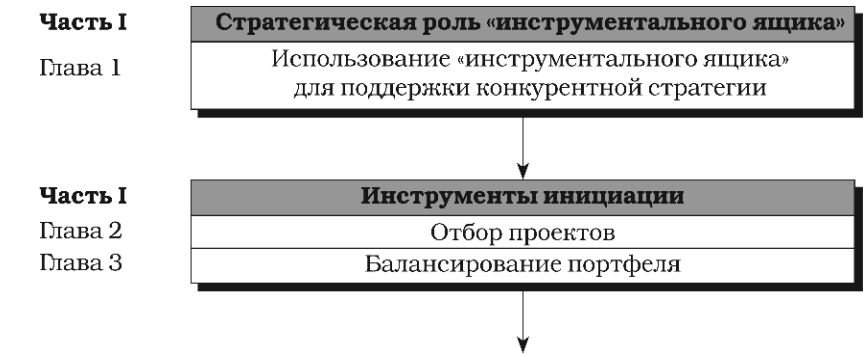 Часть I
Стратегическая роль «инструментального ящика»
Глава 1
Использование «инструментального ящика»
для поддержки конкурентной стратегии
Часть I
Инструменты инициации
Глава 2
Отбор проектов
Глава 3
Балансирование портфеля